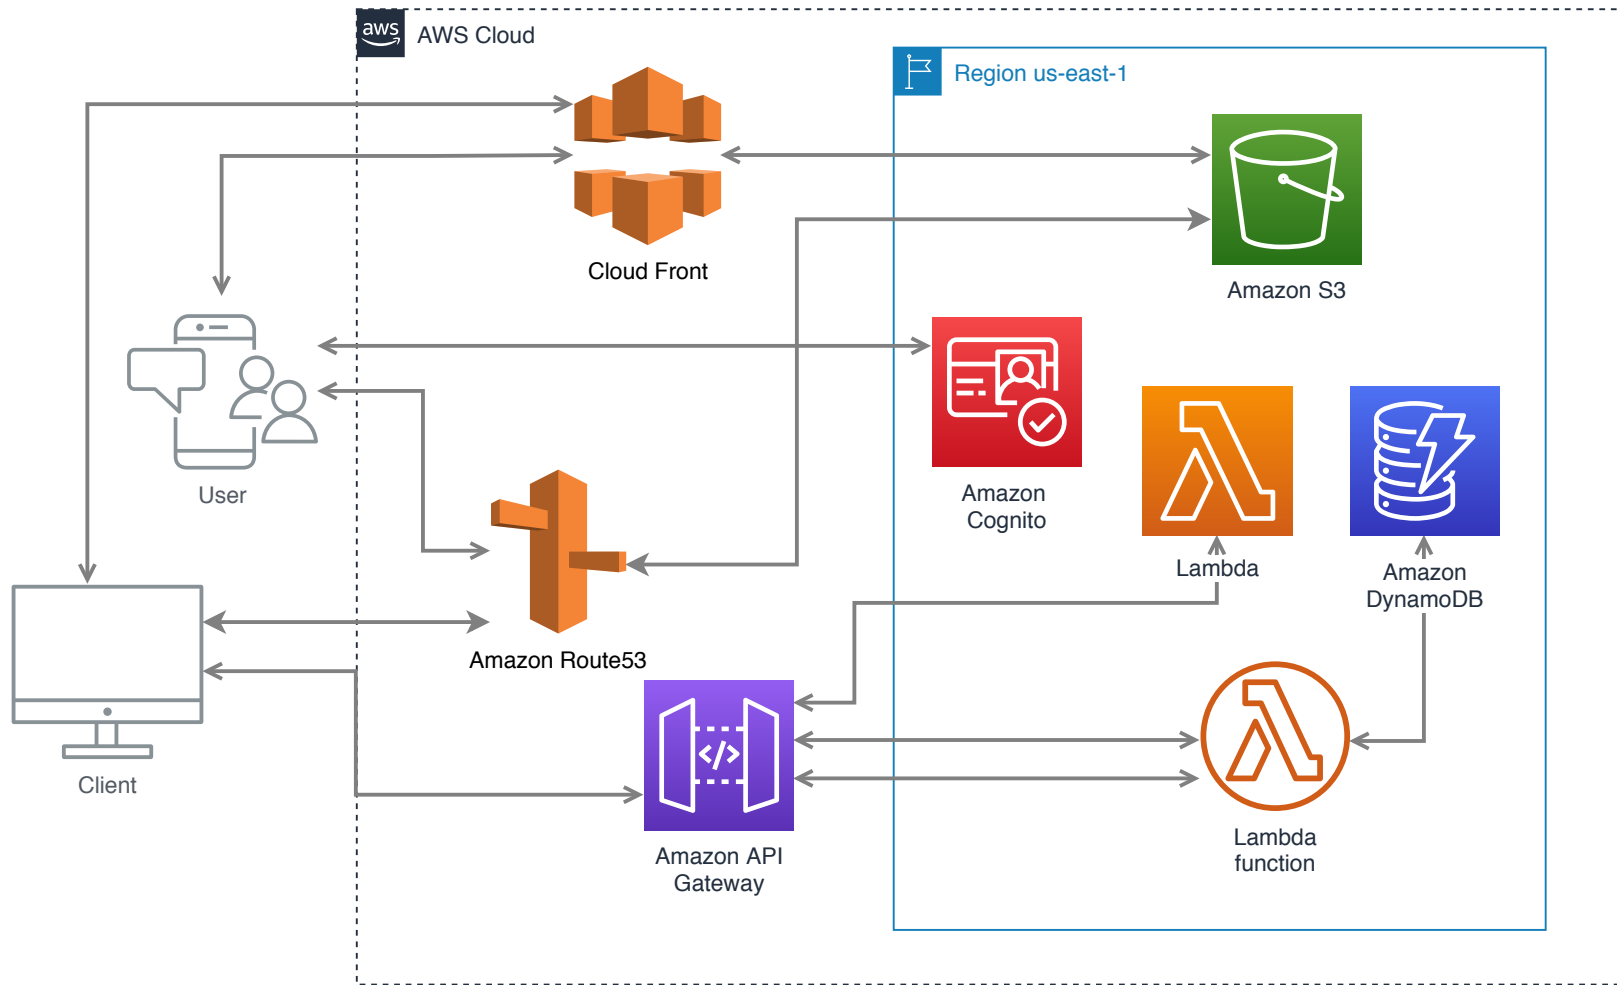 aws
AWS Cloud
Region us-east-1
Cloud Front
Amazon S3
User
Amazon
Cognito
Lambda
Amazon
DynamoDB
Amazon Route53
Client
</>
Amazon API
Gateway
Lambda
function